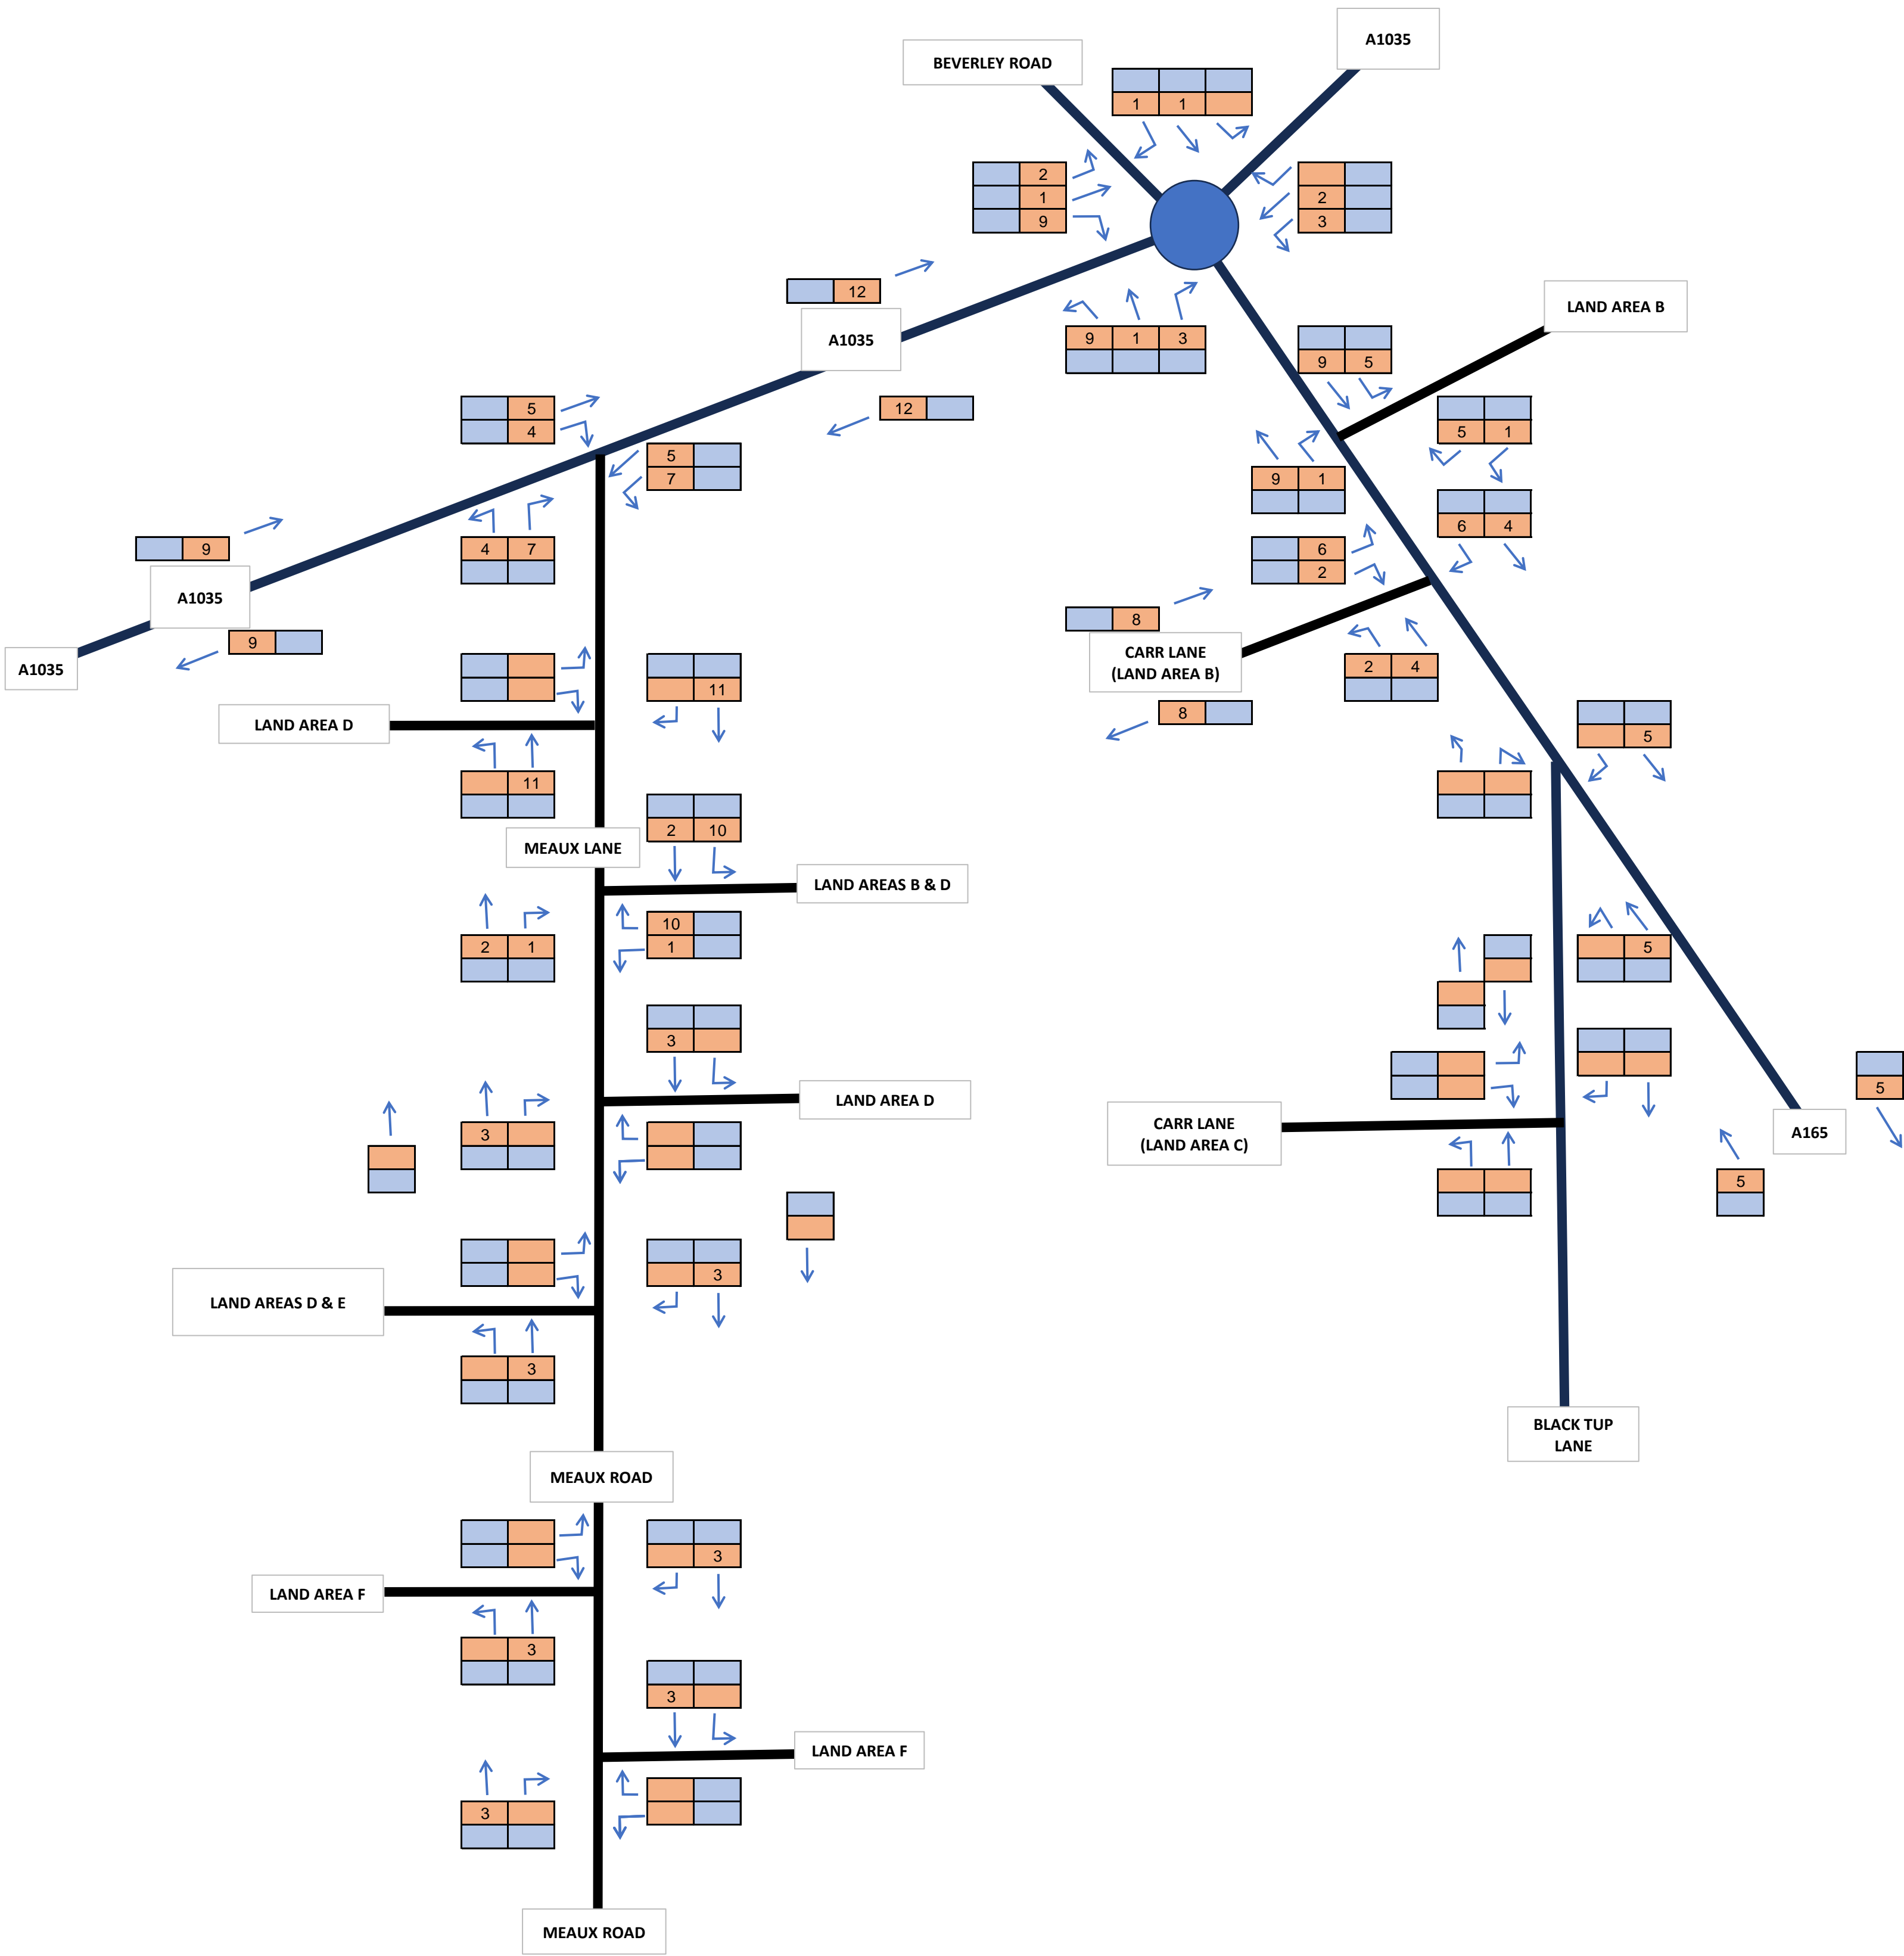 A1035
BEVERLEY ROAD
1 1
2
1
9
2
3
12
A1035
9 1 3
LAND AREA B
9 5
12
5
4
5
7
5 1
9 1
6 4
4 7
9
A1035
9
A1035
6
2
8
CARR LANE
(LAND AREA B)
2 4
8
11
LAND AREA D
11
5
2 10
MEAUX LANE
LAND AREAS B & D
10
1
2 1
5
3
LAND AREA D
3
5
CARR LANE
(LAND AREA C)
A165
5
3
LAND AREAS D & E
3
BLACK TUP
LANE
MEAUX ROAD
3
LAND AREA F
3
3
LAND AREA F
3
MEAUX ROAD